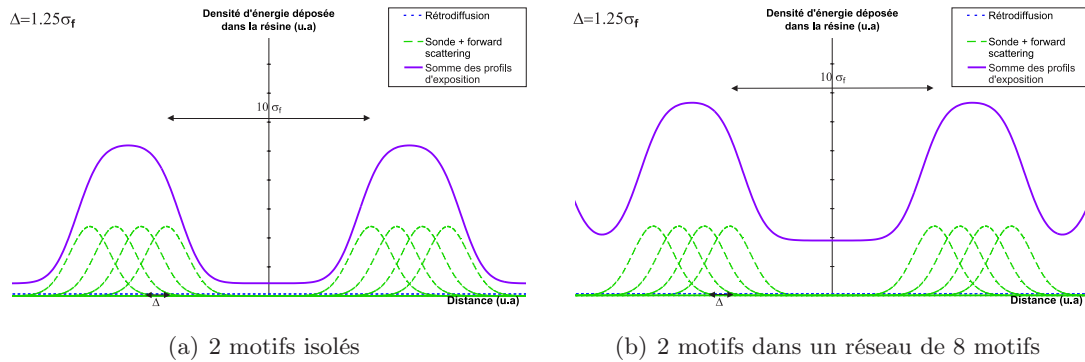 Δ=1.25σf
Densité d'énergie déposée
dans la résine (u.a)
Rétrodiffusion
Sonde + forward
scattering
Somme des profils
d'exposition
10 σf
Δ
Distance (u.a)
(a) 2 motifs isolés
Δ=1.25σf
Densité d'énergie déposée
dans la résine (u.a)
Rétrodiffusion
Sonde + forward
scattering
Somme des profils
d'exposition
10 σf
Δ
Distance (u.a)
(b) 2 motifs dans un réseau de 8 motifs